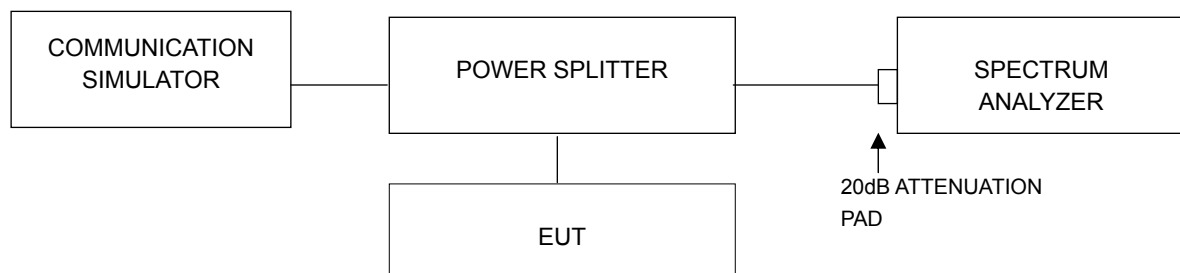 COMMUNICATION
SIMULATOR
POWER SPLITTER
SPECTRUM
ANALYZER
20dB ATTENUATION
PAD
EUT